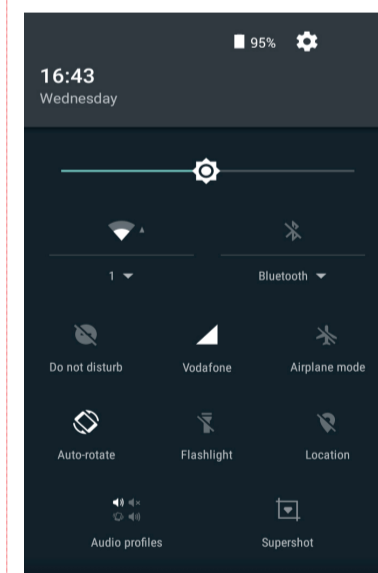 95%
16:43
Wednesday
1
Bluetooth
Do not disturb
Vodafone
Airplane mode
Auto-rotate
Flashlight
Location
Audio profiles
Supershot